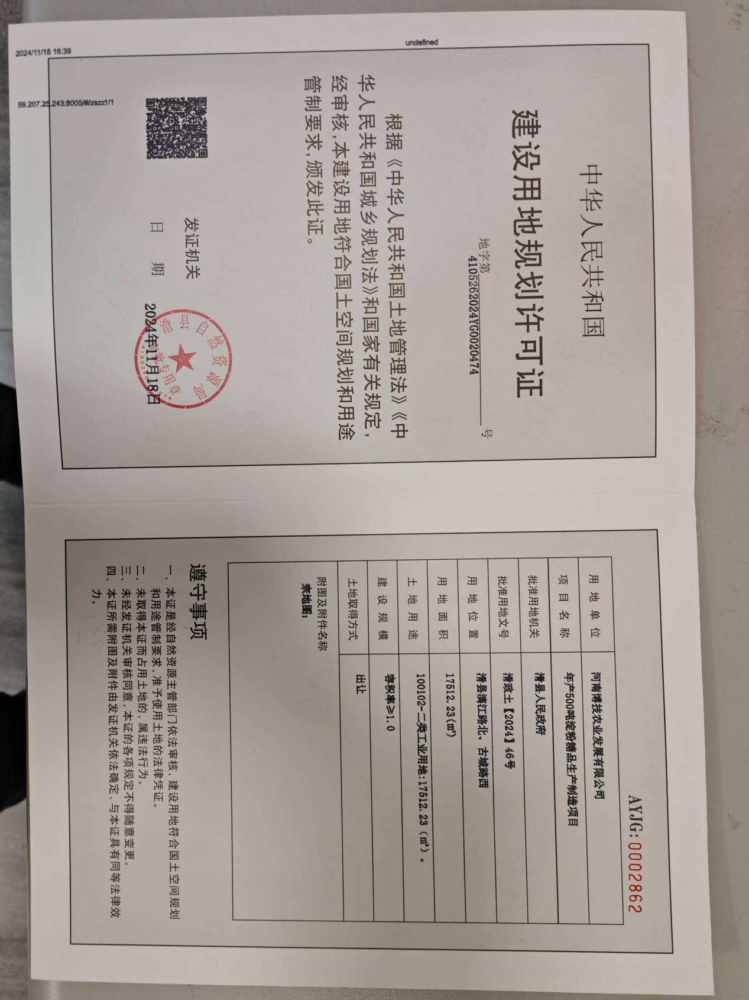 2024/11/18 16:39
undefined
中华人民共和国
建设用地规划许可证
地字第 4105262024YG0020474 号
根据《中华人民共和国土地管理法》《中
华人民共和国城乡规划法》和国家有关规定,
经审核,本建设用地符合国土空间规划和用途
管制要求,颁发此证。
发证机关
日 期 2024年11月18日
滑县自然资源局
审批专用章
59.207.25.243:8005/#/zszz1/1
AYJG:0002862
用地单位 河南博技农业发展有限公司
项目名称 年产500吨淀粉糖品生产制造项目
批准用地机关 滑县人民政府
批准用地文号 滑政土【2024】46号
用地位置 滑县漓江路北、古城路西
用地面积 17512.23(㎡)
土地用途 100102-二类工业用地:17512.23(㎡)。
建设规模 容积率≥1.0
土地取得方式 出让
附图及附件名称
宗地图;
遵守事项
一、本证是经自然资源主管部门依法审核,建设用地符合国土空间规划
和用途管制要求,准予使用土地的法律凭证。
二、未取得本证而占用土地的,属违法行为。
三、未经发证机关审核同意,本证的各项规定不得随意变更。
四、本证所需附图及附件由发证机关依法确定,与本证具有同等法律效
力。